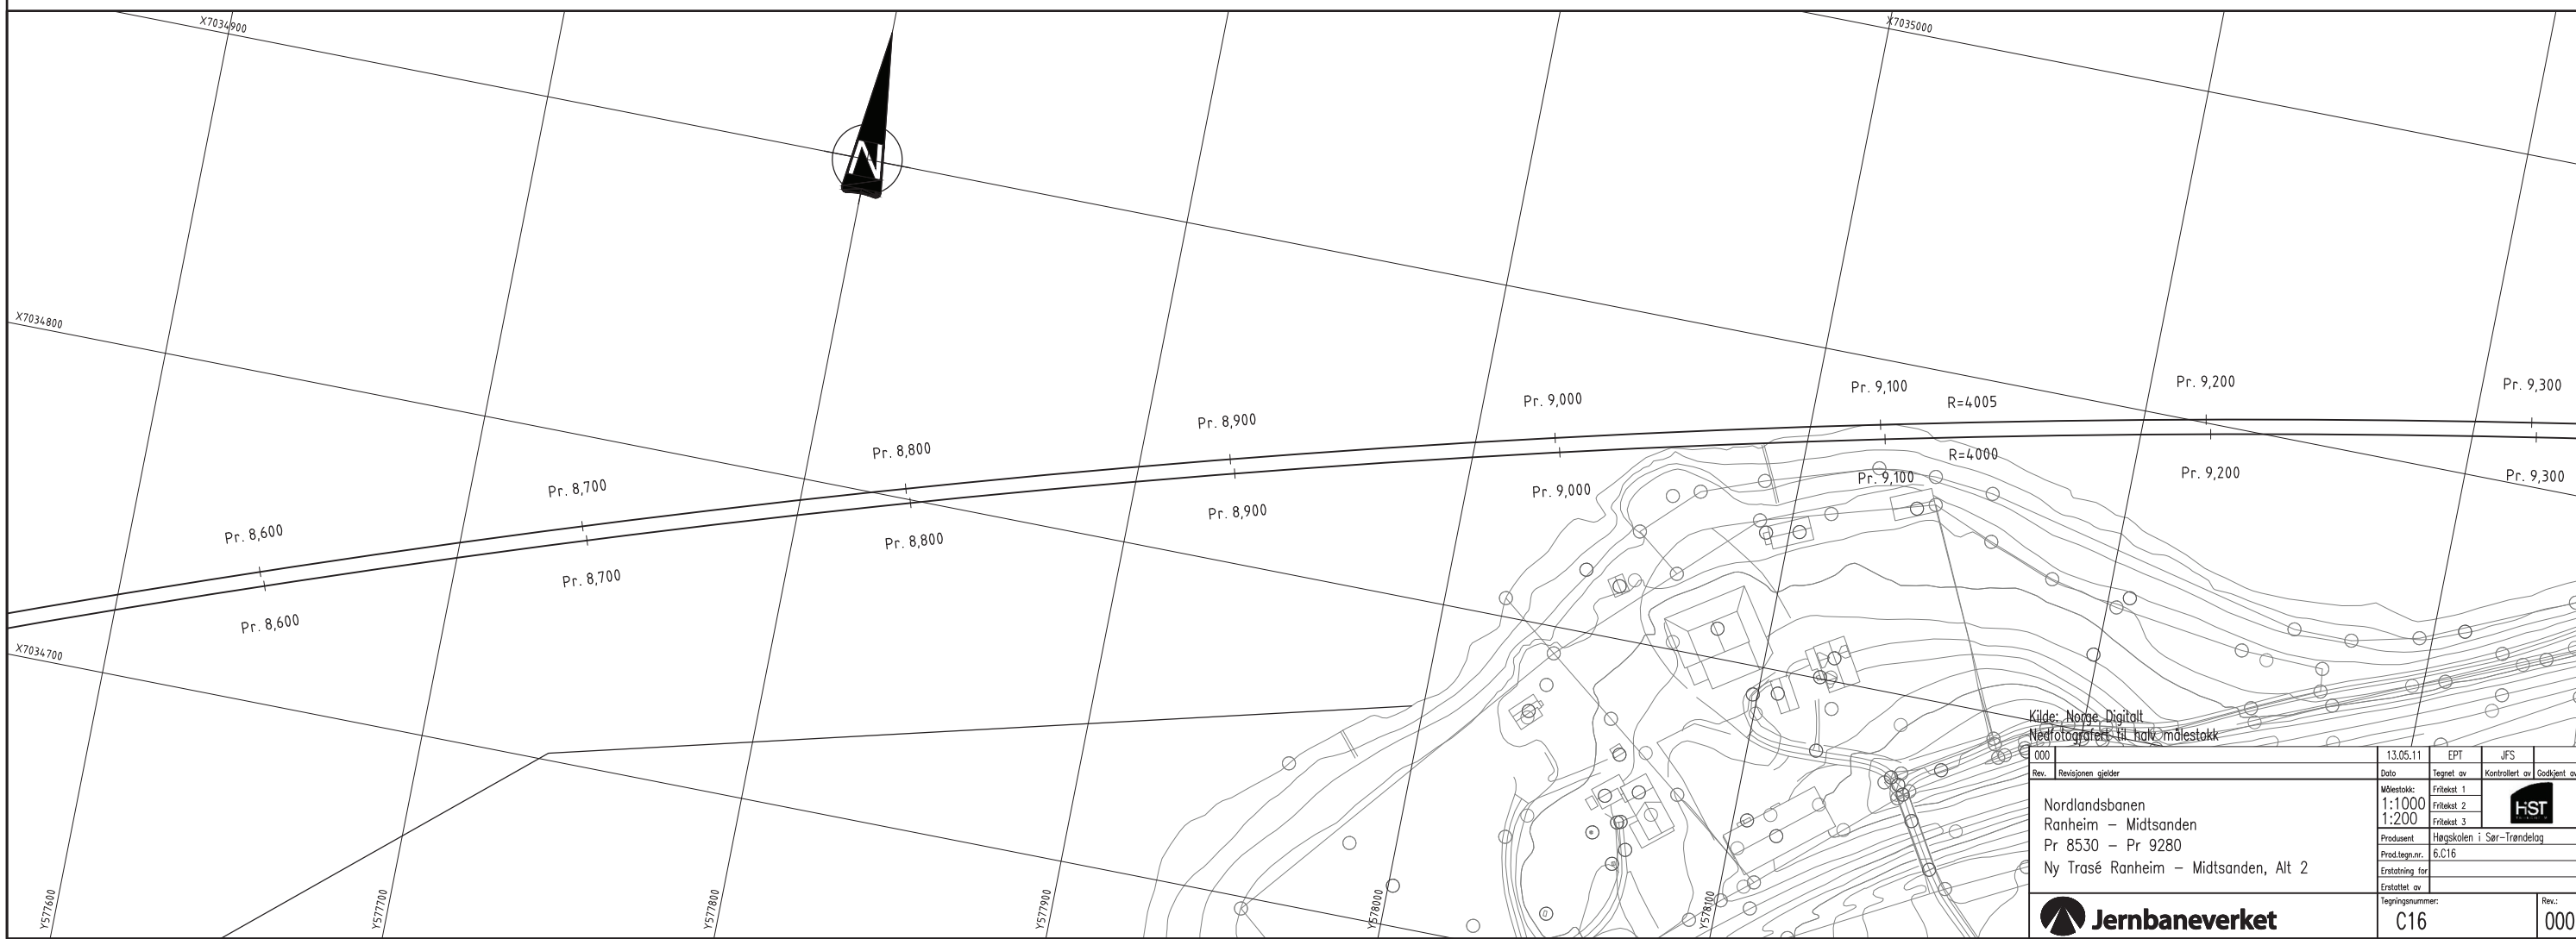 X7034900
X7035000
N
X7034800
Pr. 9,200
Pr. 9,300
Pr. 9,100
Pr. 9,000
R=4005
Pr. 8,900
Pr. 8,800
R=4000
Pr. 9,200
Pr. 9,300
Pr. 9,100
Pr. 8,700
Pr. 9,000
Pr. 8,900
Pr. 8,600
Pr. 8,800
Pr. 8,700
Pr. 8,600
X7034700
Y577600
Y577700
Y577800
Y577900
Y578000
Y578100
Kilde: Norge Digitalt
Nedfotografert til halv målestokk
000 13.05.11 EPT JFS
Rev. Revisjonen gjelder Dato Tegnet av Kontrollert av Godkjent av
Nordlandsbanen
Ranheim – Midtsanden
Pr 8530 – Pr 9280
Ny Trasé Ranheim – Midtsanden, Alt 2
Målestokk:
1:1000
1:200
Fritekst 1
Fritekst 2
Fritekst 3
HiST
Produsent Høgskolen i Sør-Trøndelag
Prod.tegn.nr. 6.C16
Erstatning for
Erstattet av
Jernbaneverket
Tegningsnummer:
C16
Rev.:
000